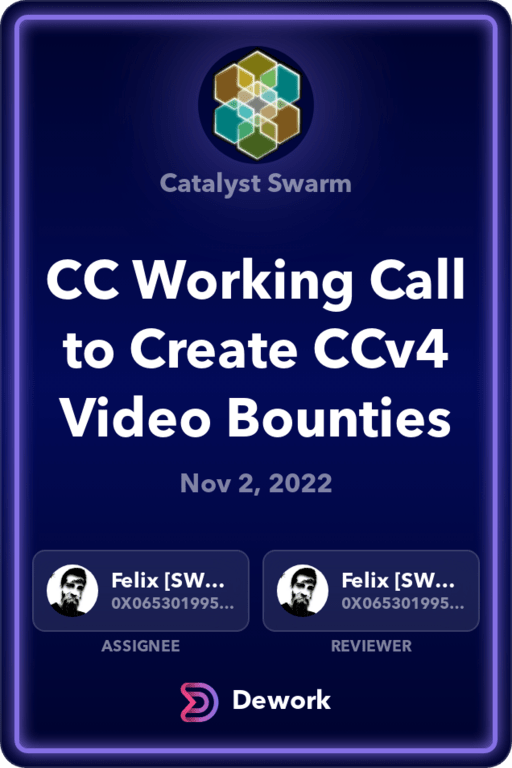 Catalyst Swarm
CC Working Call
to Create CCv4
Video Bounties
Nov 2, 2022
Felix [SW...
0X065301995...
ASSIGNEE
Felix [SW...
0X065301995...
REVIEWER
Dework